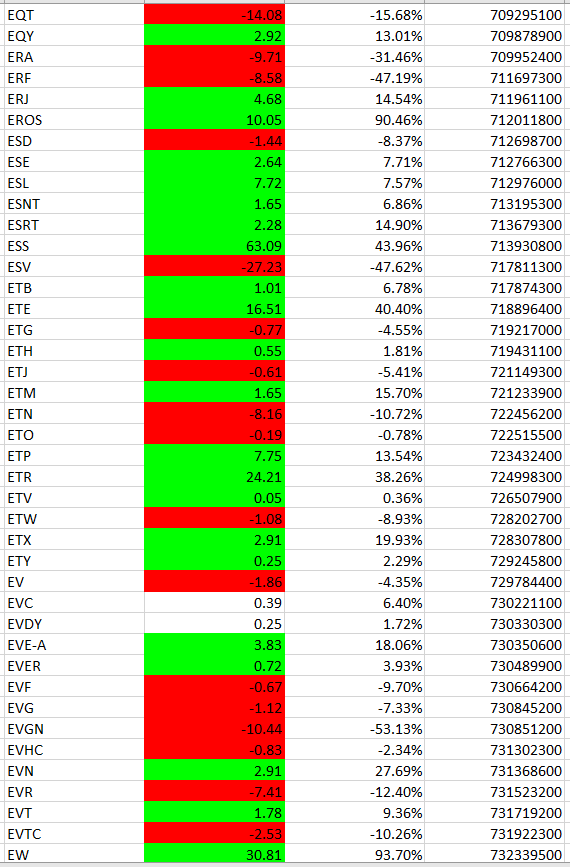 EQT -14.08 -15.68% 709295100
EQY 2.92 13.01% 709878900
ERA -9.71 -31.46% 709952400
ERF -8.58 -47.19% 711697300
ERJ 4.68 14.54% 711961100
EROS 10.05 90.46% 712011800
ESD -1.44 -8.37% 712698700
ESE 2.64 7.71% 712766300
ESL 7.72 7.57% 712976000
ESNT 1.65 6.86% 713195300
ESRT 2.28 14.90% 713679300
ESS 63.09 43.96% 713930800
ESV -27.23 -47.62% 717811300
ETB 1.01 6.78% 717874300
ETE 16.51 40.40% 718896400
ETG -0.77 -4.55% 719217000
ETH 0.55 1.81% 719431100
ETJ -0.61 -5.41% 721149300
ETM 1.65 15.70% 721233900
ETN -8.16 -10.72% 722456200
ETO -0.19 -0.78% 722515500
ETP 7.75 13.54% 723432400
ETR 24.21 38.26% 724998300
ETV 0.05 0.36% 726507900
ETW -1.08 -8.93% 728202700
ETX 2.91 19.93% 728307800
ETY 0.25 2.29% 729245800
EV -1.86 -4.35% 729784400
EVC 0.39 6.40% 730221100
EVDY 0.25 1.72% 730330300
EVE-A 3.83 18.06% 730350600
EVER 0.72 3.93% 730489900
EVF -0.67 -9.70% 730664200
EVG -1.12 -7.33% 730845200
EVGN -10.44 -53.13% 730851200
EVHC -0.83 -2.34% 731302300
EVN 2.91 27.69% 731368600
EVR -7.41 -12.40% 731523200
EVT 1.78 9.36% 731719200
EVTC -2.53 -10.26% 731922300
EW 30.81 93.70% 732339500